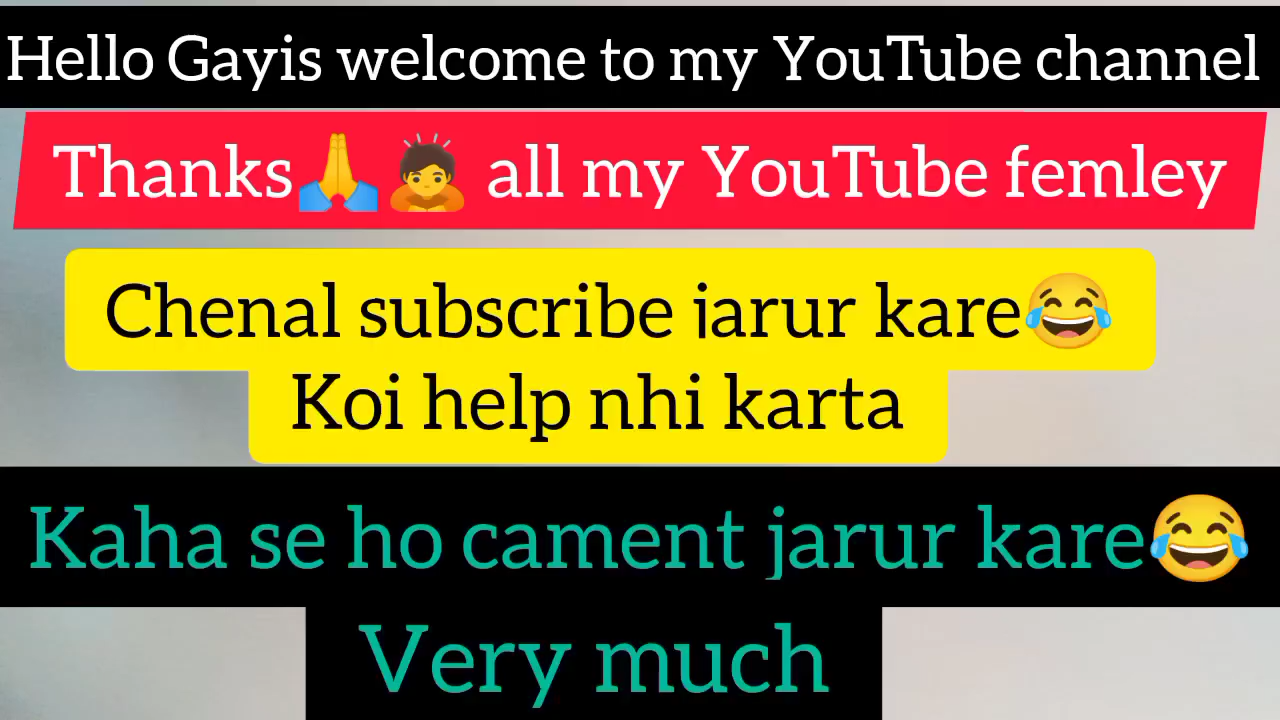 Hello Gayis welcome to my YouTube channel
Thanks🙏🙇 all my YouTube femley
Chenal subscribe jarur kare😂
Koi help nhi karta
Kaha se ho cament jarur kare😂
Very much